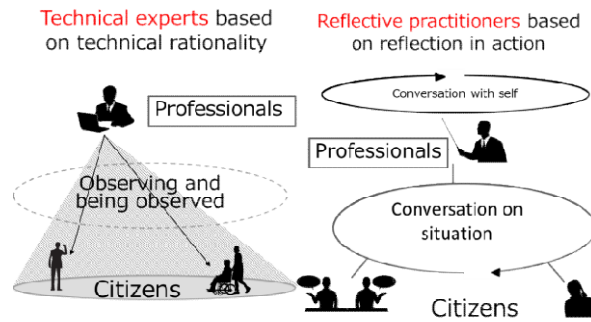 Technical experts based
on technical rationality
Professionals
Observing and
being observed
Citizens
Reflective practitioners based
on reflection in action
Conversation with self
Professionals
Conversation on
situation
Citizens